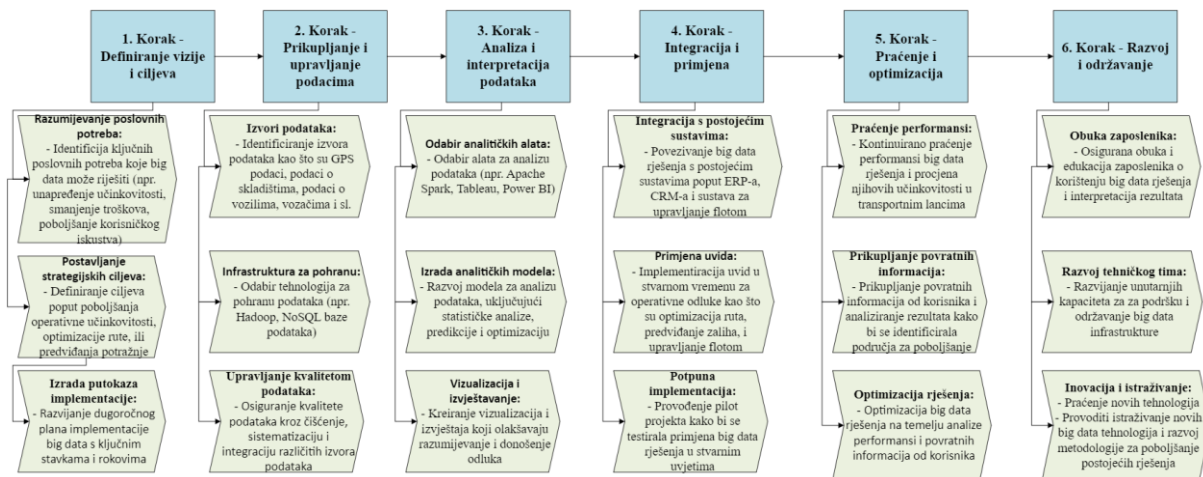 1. Korak -
Definiranje vizije
i ciljeva
2. Korak -
Prikupljanje i
upravljanje
podacima
3. Korak -
Analiza i
interpretacija
podataka
4. Korak -
Integracija i
primjena
5. Korak -
Praćenje i
optimizacija
6. Korak - Razvoj
i održavanje
Razumijevanje poslovnih
potreba:
- Identifikacija ključnih
poslovnih potreba koje big
data može riješiti (npr.
unapređenje učinkovitosti,
smanjenje troškova,
poboljšanje korisničkog
iskustva)
Postavljanje
strategijskih ciljeva:
- Definiranje ciljeva
poput poboljšanja
operativne učinkovitosti,
optimizacije rute, ili
predviđanja potražnje
Izrada putokaza
implementacije:
- Razvijanje dugoročnog
plana implementacije
big data s ključnim
stavkama i rokovima
Izvori podataka:
- Identificiranje izvora
podataka kao što su GPS
podaci, podaci o
skladištima, podaci o
vozilima, vozačima i sl.
Infrastruktura za pohranu:
- Odabir tehnologija za
pohranu podataka (npr.
Hadoop, NoSQL baze
podataka)
Upravljanje kvalitetom
podataka:
- Osiguranje kvalitete
podataka kroz čišćenje,
sistematizaciju i
integraciju različitih izvora
podataka
Odabir analitičkih alata:
- Odabir alata za analizu
podataka (npr. Apache
Spark, Tableau, Power BI)
Izrada analitičkih modela:
- Razvoj modela za analizu
podataka, uključujući
statističke analize,
predikcije i optimizaciju
Vizualizacija i
izvještavanje:
- Kreiranje vizualizacija i
izvještaja koji olakšavaju
razumijevanje i donošenje
odluka
Integracija s postojećim
sustavima:
- Povezivanje big data
rješenja s postojećim
sustavima poput ERP-a,
CRM-a i sustava za
upravljanje flotom
Primjena uvida:
- Implementiracija uvid u
stvarnom vremenu za
operativne odluke kao što
su optimizacija ruta,
predviđanje zaliha, i
upravljanje flotom
Potpuna
implementacija:
- Provođenje pilot
projekta kako bi se
testirala primjena big data
rješenja u stvarnim
uvjetima
Praćenje performansi:
- Kontinuirano praćenje
performansi big data
rješenja i procjena
njihovih učinkovitosti u
transportnim lancima
Prikupljanje povratnih
informacija:
- Prikupljanje povratnih
informacija od korisnika i
analiziranje rezultata kako
bi se identificirala
područja za poboljšanje
Optimizacija rješenja:
- Optimizacija big data
rješenja na temelju analize
performansi i povratnih
informacija od korisnika
Obuka zaposlenika:
- Osigurana obuka i
edukacija zaposlenika o
korištenju big data rješenja
i interpretacija rezultata
Razvoj tehničkog tima:
- Razvijanje unutarnjih
kapaciteta za za podršku i
održavanje big data
infrastrukture
Inovacija i istraživanje:
- Praćenje novih tehnologija
- Provoditi istraživanje novih
big data tehnologija i razvoj
metodologije za poboljšanje
postojećih rješenja